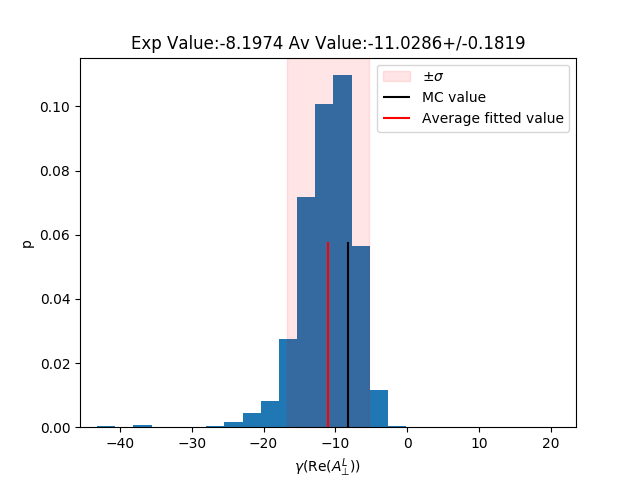 Exp Value:-8.1974 Av Value:-11.0286+/-0.1819
±σ
MC value
Average fitted value
p
0.10
0.08
0.06
0.04
0.02
0.00
−40 −30 −20 −10 0 10 20
γ(Re(A⊥^L))